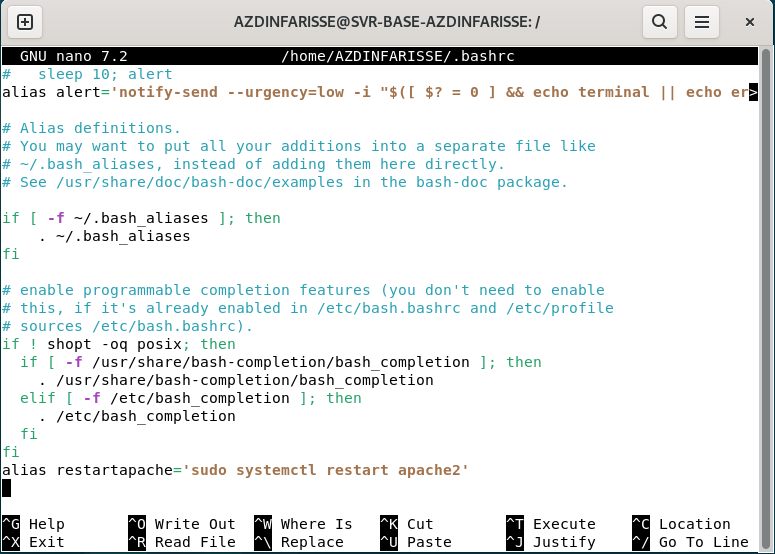 AZDINFARISSE@SVR-BASE-AZDINFARISSE: /
GNU nano 7.2 /home/AZDINFARISSE/.bashrc
#   sleep 10; alert
alias alert='notify-send --urgency=low -i "$([ $? = 0 ] && echo terminal || echo er>
# Alias definitions.
# You may want to put all your additions into a separate file like
# ~/.bash_aliases, instead of adding them here directly.
# See /usr/share/doc/bash-doc/examples in the bash-doc package.
if [ -f ~/.bash_aliases ]; then
    . ~/.bash_aliases
fi
# enable programmable completion features (you don't need to enable
# this, if it's already enabled in /etc/bash.bashrc and /etc/profile
# sources /etc/bash.bashrc).
if ! shopt -oq posix; then
  if [ -f /usr/share/bash-completion/bash_completion ]; then
    . /usr/share/bash-completion/bash_completion
  elif [ -f /etc/bash_completion ]; then
    . /etc/bash_completion
  fi
fi
alias restartapache='sudo systemctl restart apache2'
^G Help ^O Write Out ^W Where Is ^K Cut ^T Execute ^C Location
^X Exit ^R Read File ^\ Replace ^U Paste ^J Justify ^/ Go To Line